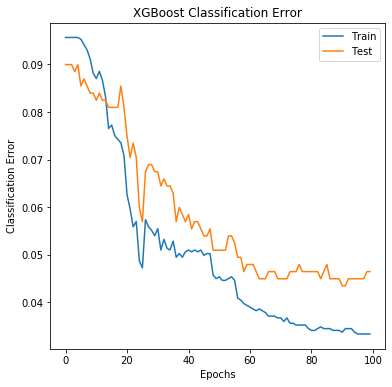 XGBoost Classification Error
Train
Test
Classification Error
0.09
0.08
0.07
0.06
0.05
0.04
0
20
40
60
80
100
Epochs